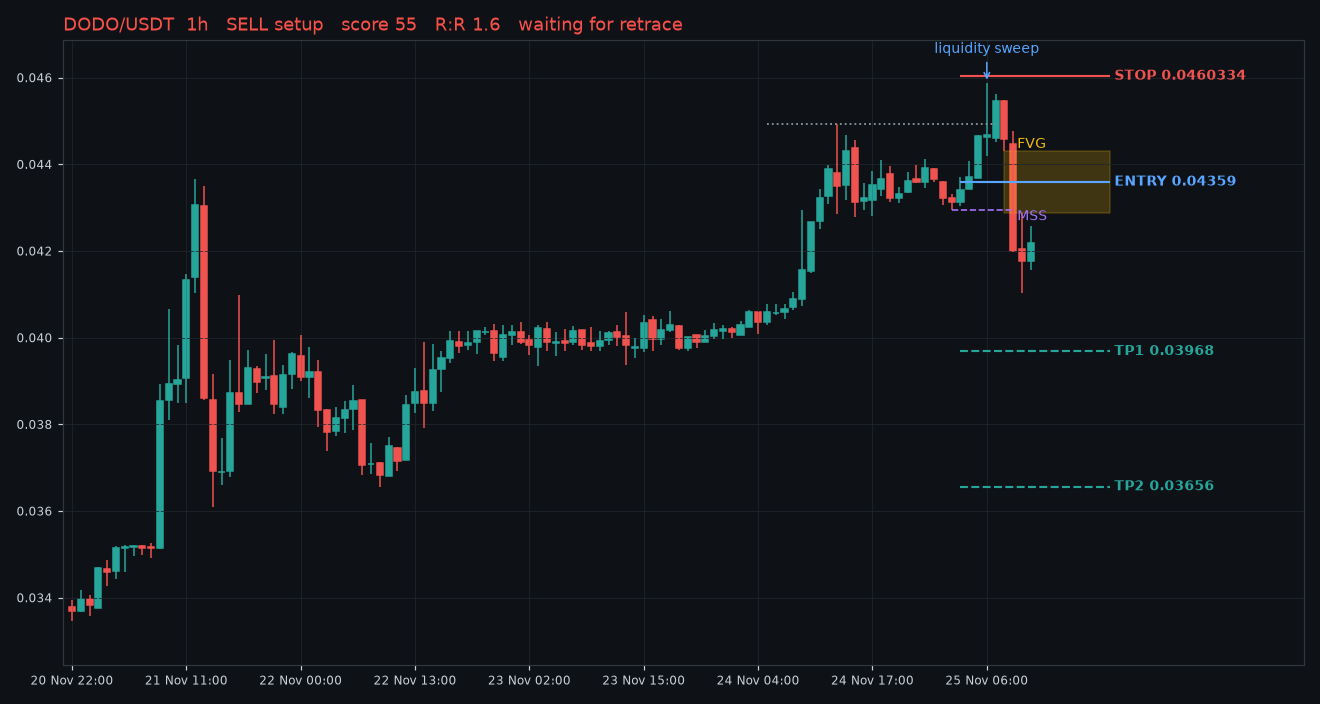 DODO/USDT 1h SELL setup score 55 R:R 1.6 waiting for retrace
liquidity sweep
STOP 0.0460334
FVG
ENTRY 0.04359
MSS
TP1 0.03968
TP2 0.03656
0.046
0.044
0.042
0.040
0.038
0.036
0.034
20 Nov 22:00 21 Nov 11:00 22 Nov 00:00 22 Nov 13:00 23 Nov 02:00 23 Nov 15:00 24 Nov 04:00 24 Nov 17:00 25 Nov 06:00